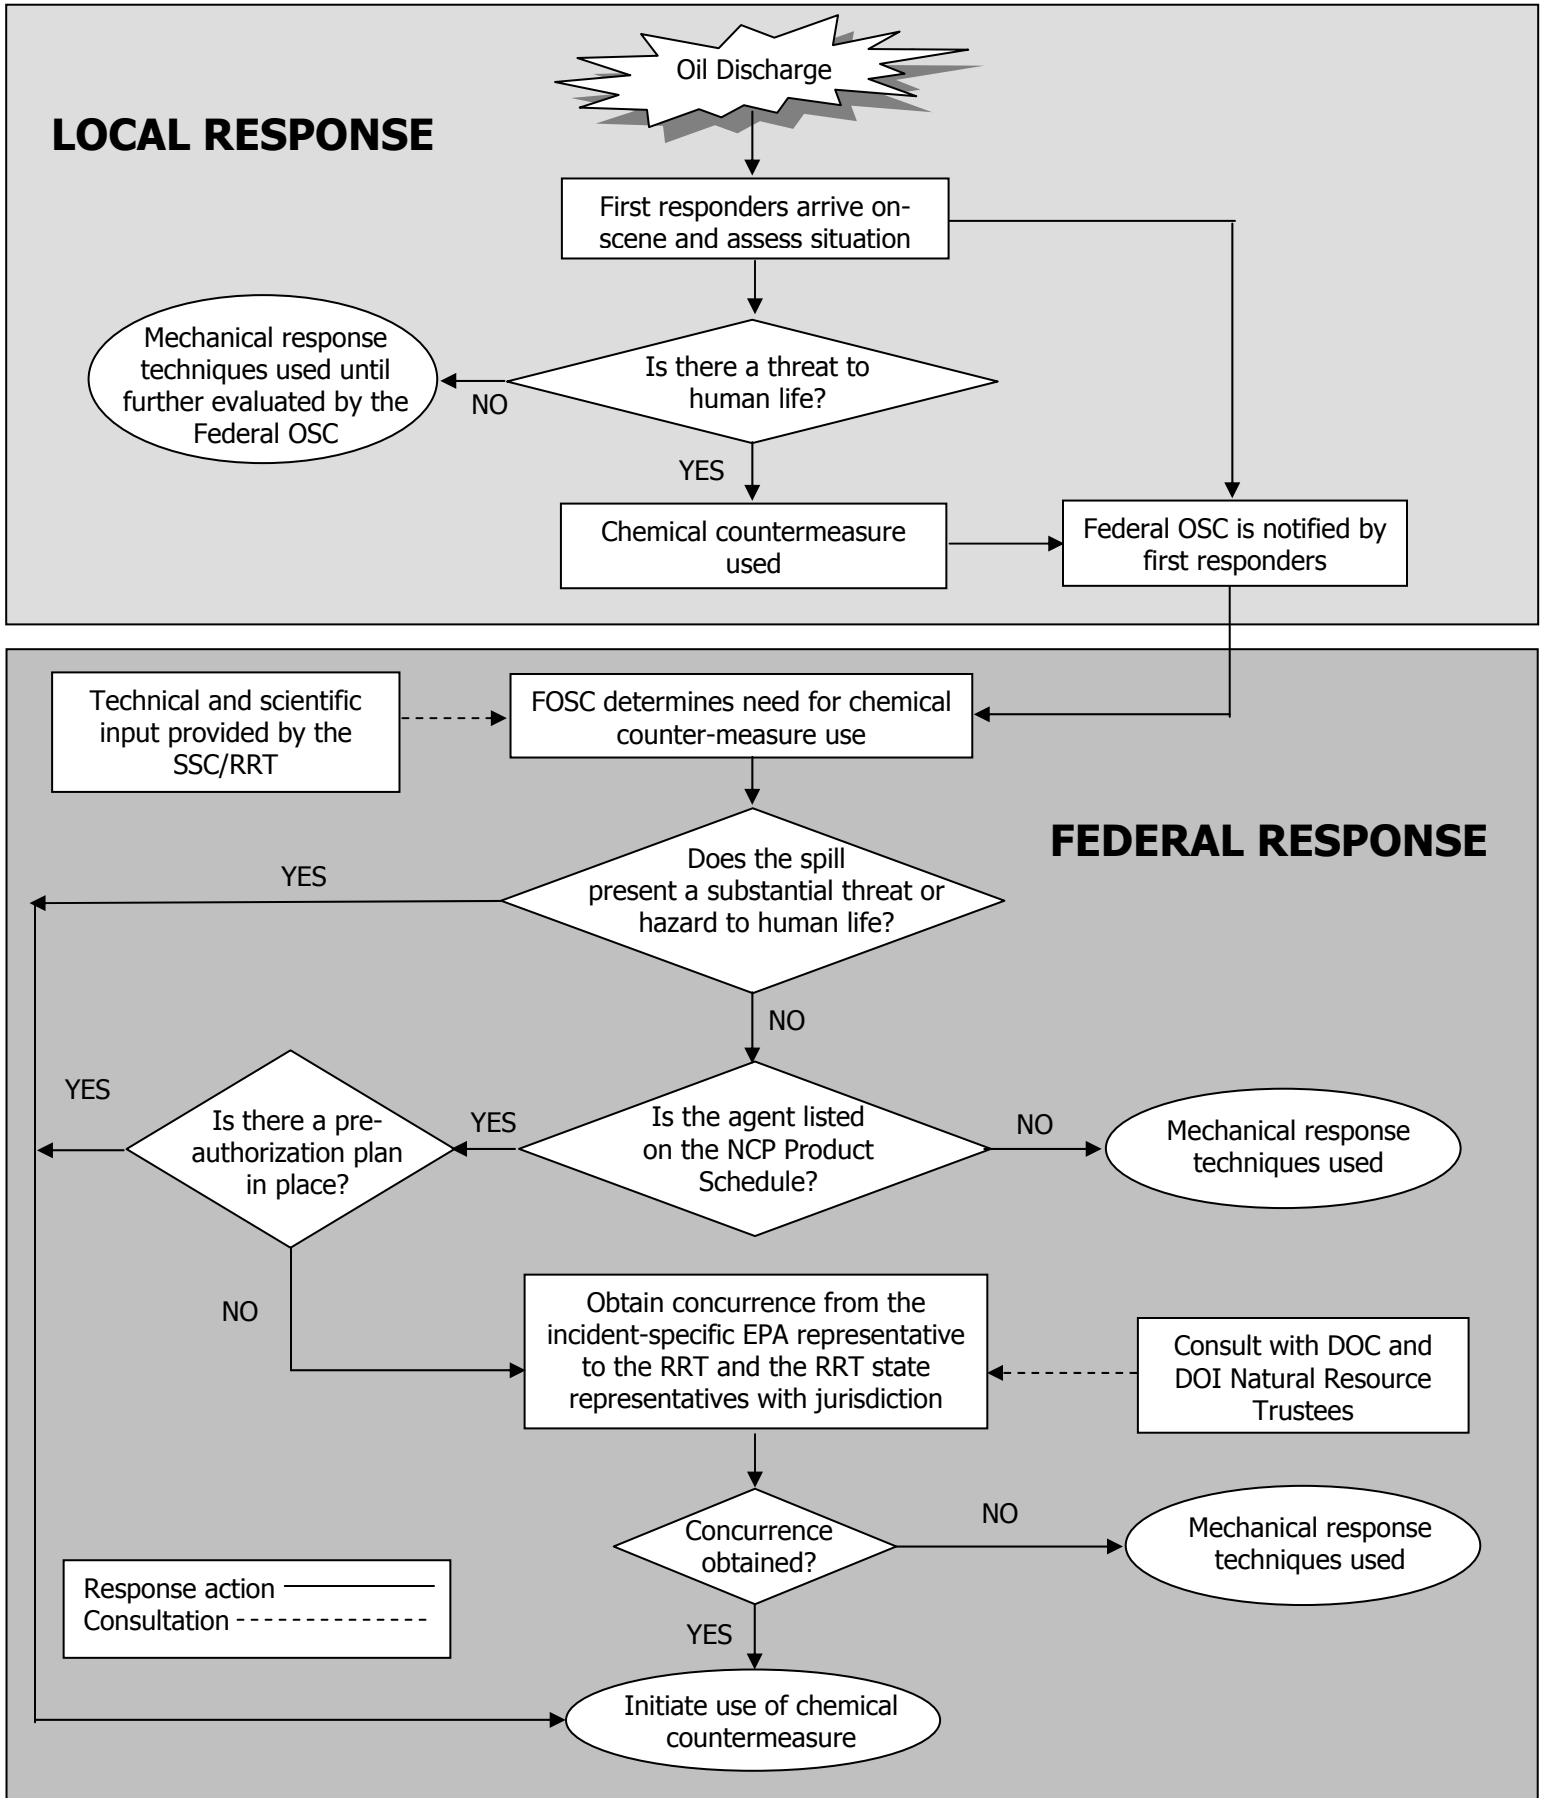 Oil Discharge
LOCAL RESPONSE
First responders arrive on-
scene and assess situation
Mechanical response
techniques used until
further evaluated by the
Federal OSC
Is there a threat to
human life?
NO
YES
Chemical countermeasure
used
Federal OSC is notified by
first responders
Technical and scientific
input provided by the
SSC/RRT
FOSC determines need for chemical
counter-measure use
FEDERAL RESPONSE
Does the spill
present a substantial threat or
hazard to human life?
YES
NO
YES
Is there a pre-
authorization plan
in place?
YES
Is the agent listed
on the NCP Product
Schedule?
NO
Mechanical response
techniques used
NO
Obtain concurrence from the
incident-specific EPA representative
to the RRT and the RRT state
representatives with jurisdiction
Consult with DOC and
DOI Natural Resource
Trustees
Concurrence
obtained?
NO
Mechanical response
techniques used
Response action
Consultation
YES
Initiate use of chemical
countermeasure